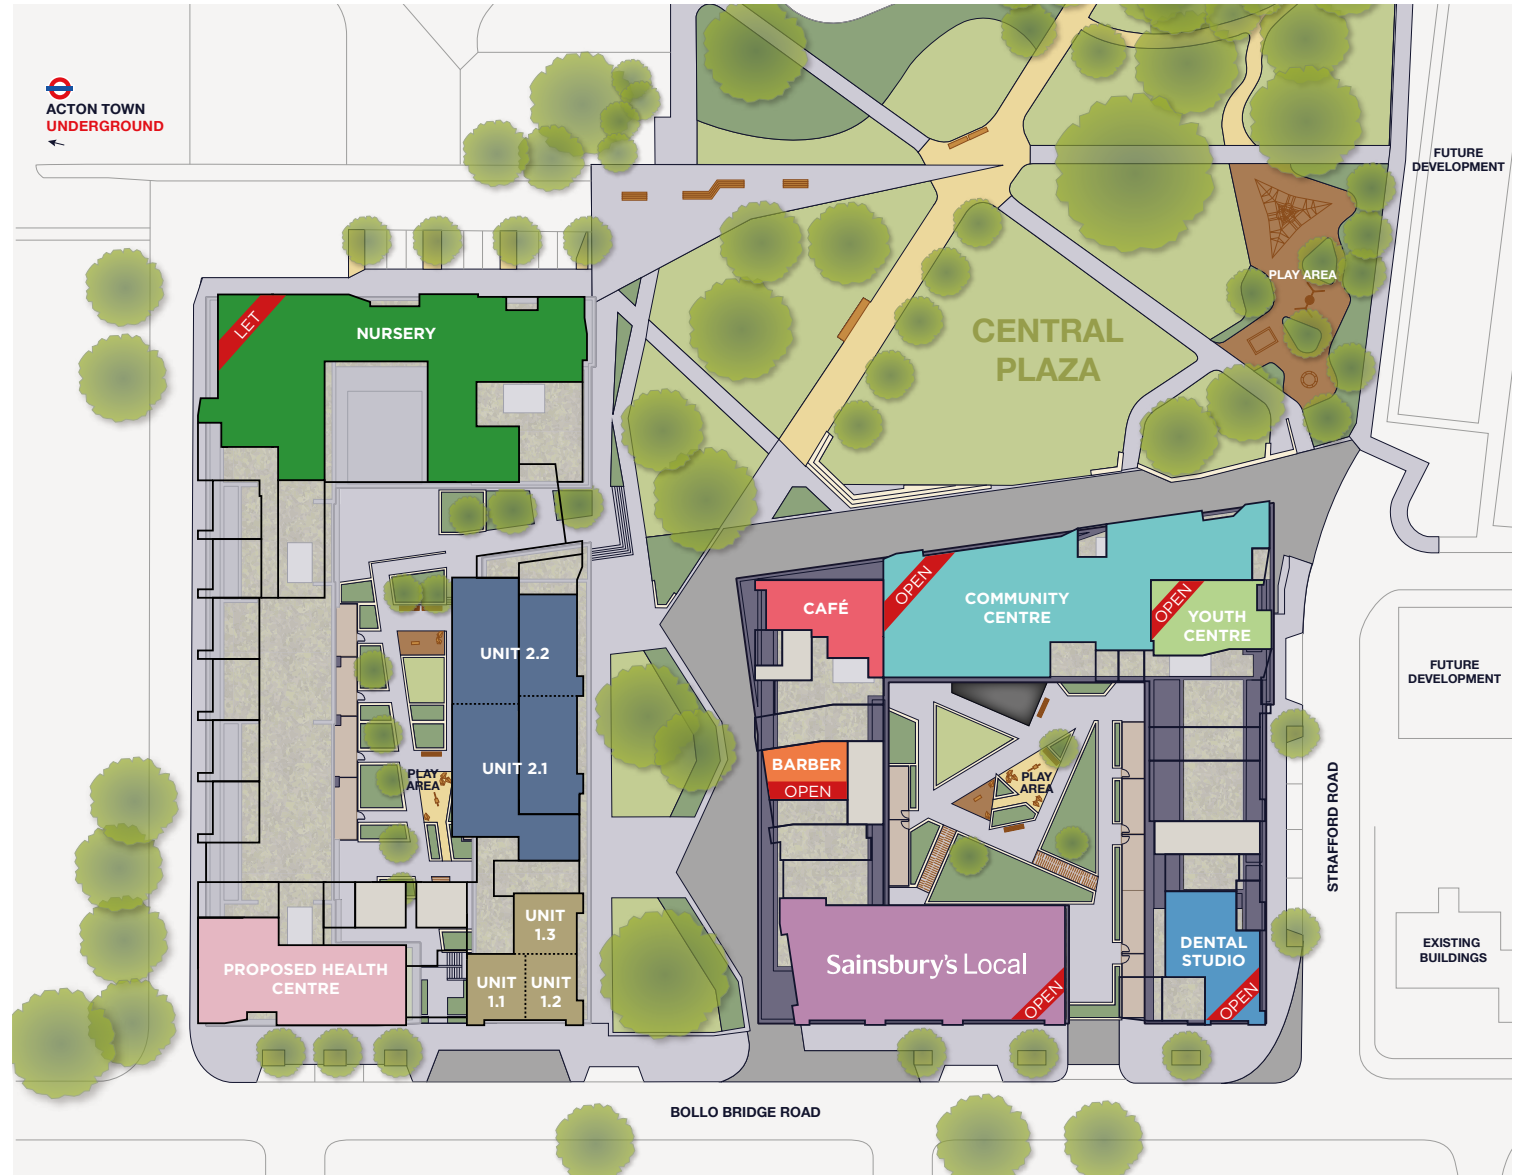 ACTON TOWN
UNDERGROUND
FUTURE
DEVELOPMENT
PLAY AREA
CENTRAL
PLAZA
LET
NURSERY
OPEN
CAFÉ
COMMUNITY
CENTRE
OPEN
YOUTH
CENTRE
UNIT 2.2
FUTURE
DEVELOPMENT
UNIT 2.1
PLAY
AREA
BARBER
OPEN
PLAY
AREA
STRAFFORD ROAD
UNIT
1.3
UNIT
1.1
UNIT
1.2
PROPOSED HEALTH
CENTRE
Sainsbury's Local
OPEN
DENTAL
STUDIO
OPEN
EXISTING
BUILDINGS
BOLLO BRIDGE ROAD